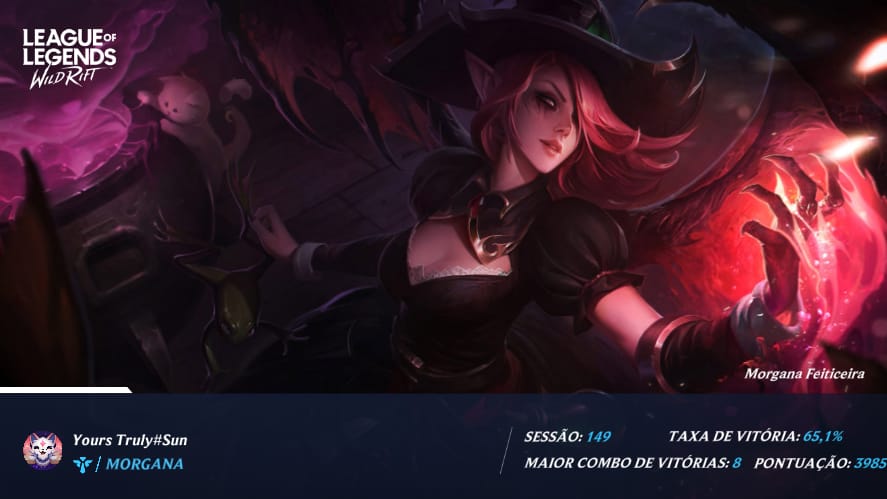 LEAGUE OF
LEGENDS
WILD RIFT
Morgana Feiticeira
Yours Truly#Sun
/ MORGANA
SESSÃO: 149 TAXA DE VITÓRIA: 65,1%
MAIOR COMBO DE VITÓRIAS: 8 PONTUAÇÃO: 3985